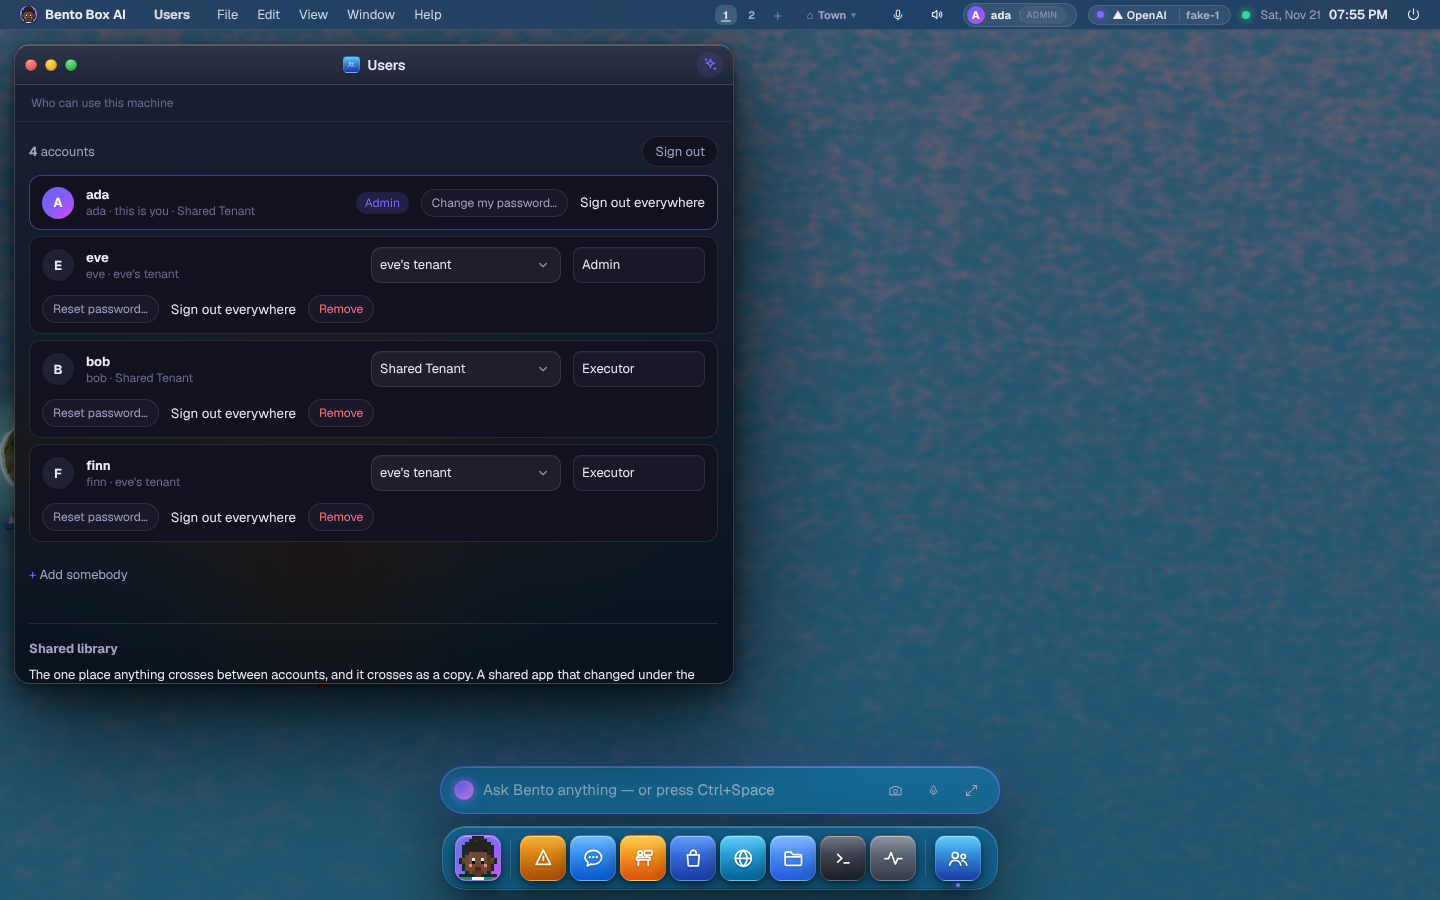 Bento Box AI Users File Edit View Window Help 1 2 + Town A ada ADMIN OpenAI fake-1 Sat, Nov 21 07:55 PM
Users
Who can use this machine
4 accounts Sign out
A ada Admin Change my password… Sign out everywhere
ada · this is you · Shared Tenant
E eve eve's tenant Admin
eve · eve's tenant
Reset password… Sign out everywhere Remove
B bob Shared Tenant Executor
bob · Shared Tenant
Reset password… Sign out everywhere Remove
F finn eve's tenant Executor
finn · eve's tenant
Reset password… Sign out everywhere Remove
+ Add somebody
Shared library
The one place anything crosses between accounts, and it crosses as a copy. A shared app that changed under the
Ask Bento anything — or press Ctrl+Space